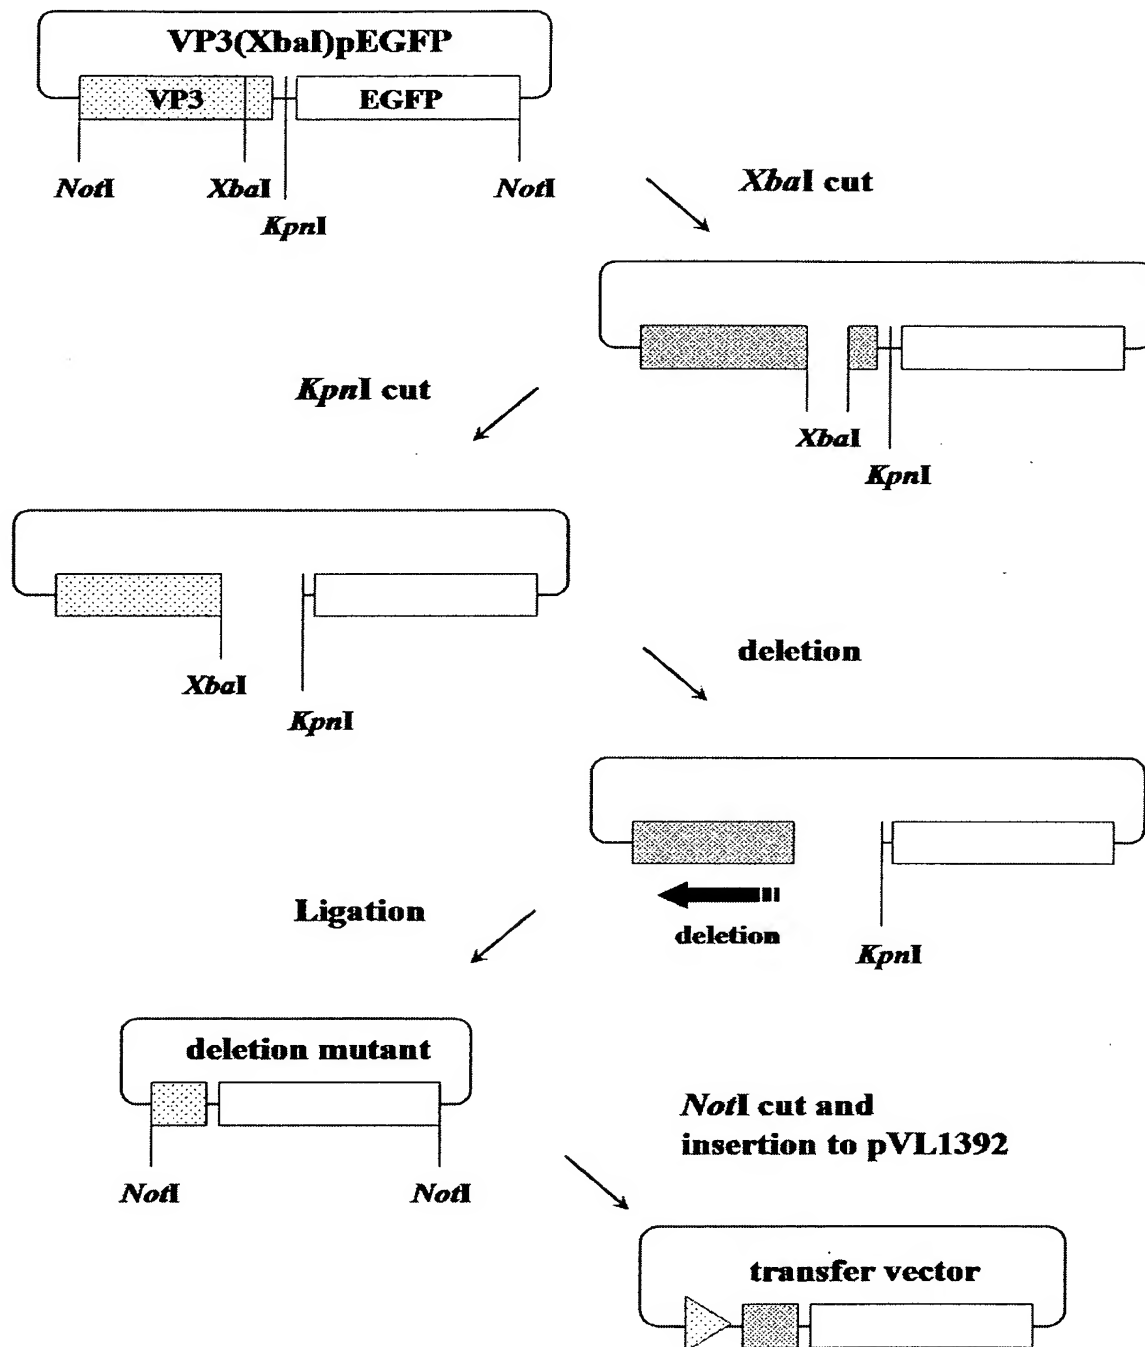 VP3(XbaI)pEGFP
VP3
EGFP
NotI
XbaI
NotI
KpnI
XbaI cut
XbaI
KpnI
KpnI cut
XbaI
KpnI
deletion
deletion
KpnI
Ligation
deletion mutant
NotI
NotI
NotI cut and
insertion to pVL1392
transfer vector